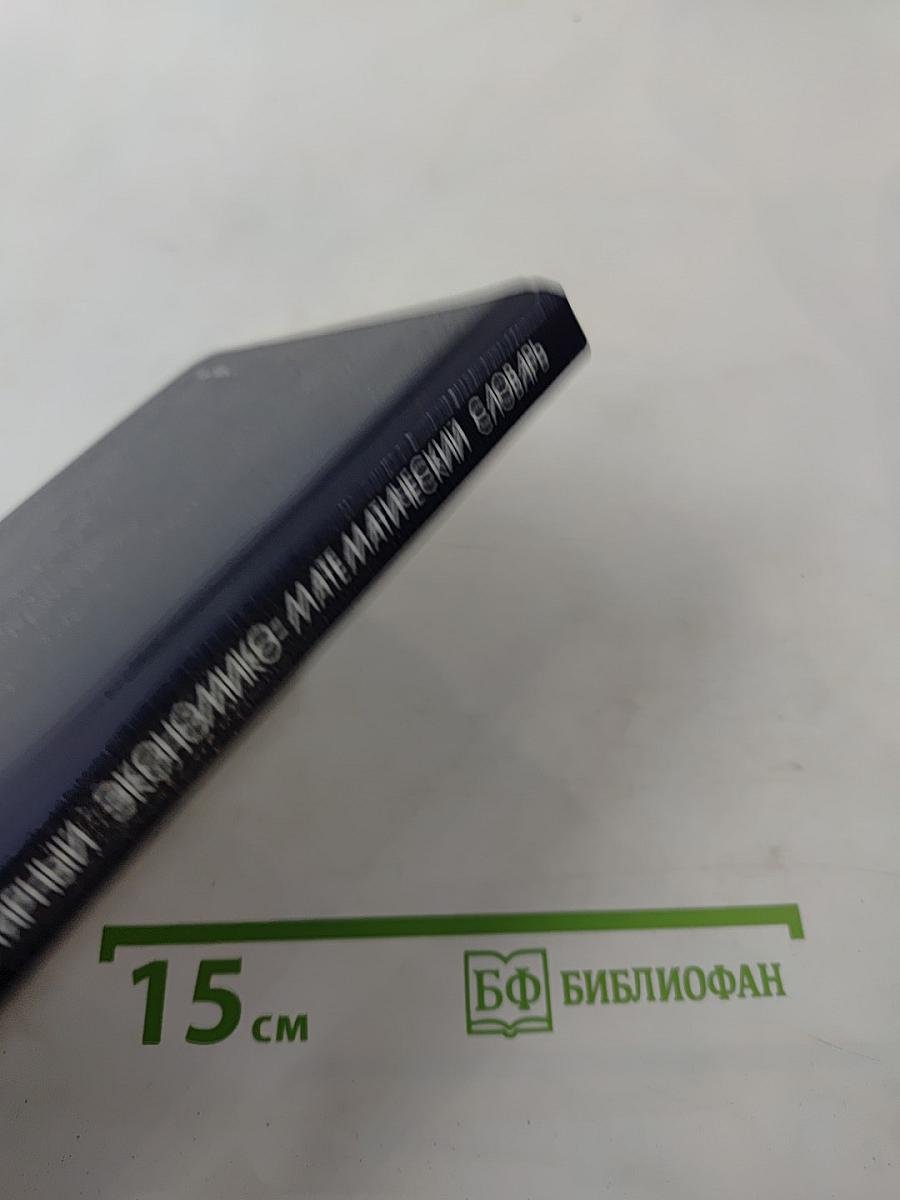 ЭКОНОМИКО-МАТЕМАТИЧЕСКИЙ СЛОВАРЬ
15 см
БФ БИБЛИОФАН